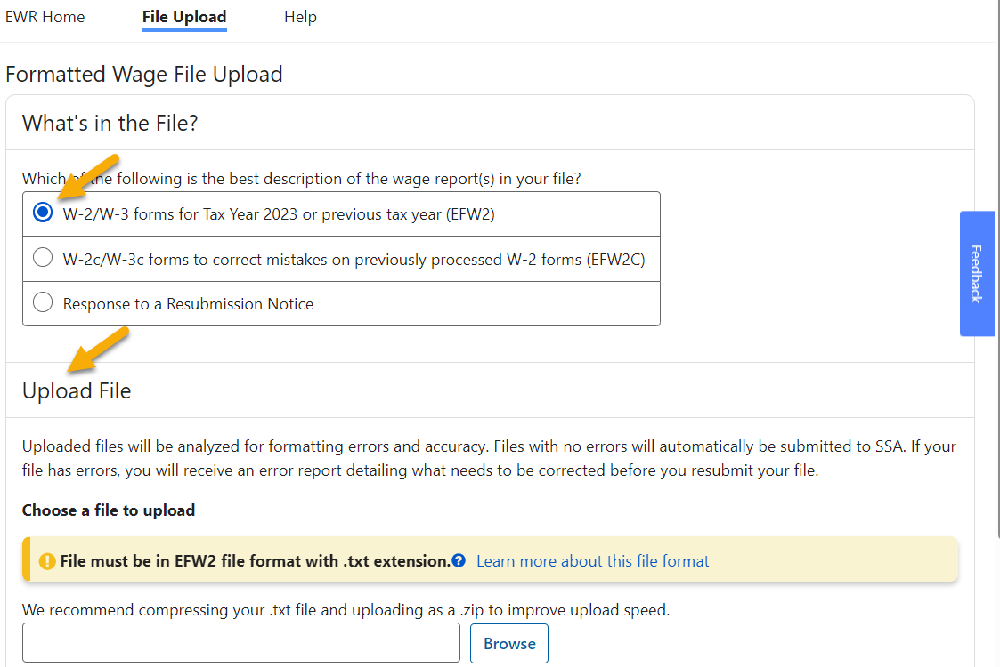 EWR Home File Upload Help
Formatted Wage File Upload
What's in the File?
Which of the following is the best description of the wage report(s) in your file?
W-2/W-3 forms for Tax Year 2023 or previous tax year (EFW2)
W-2c/W-3c forms to correct mistakes on previously processed W-2 forms (EFW2C)
Response to a Resubmission Notice
Feedback
Upload File
Uploaded files will be analyzed for formatting errors and accuracy. Files with no errors will automatically be submitted to SSA. If your
file has errors, you will receive an error report detailing what needs to be corrected before you resubmit your file.
Choose a file to upload
File must be in EFW2 file format with .txt extension. Learn more about this file format
We recommend compressing your .txt file and uploading as a .zip to improve upload speed.
Browse